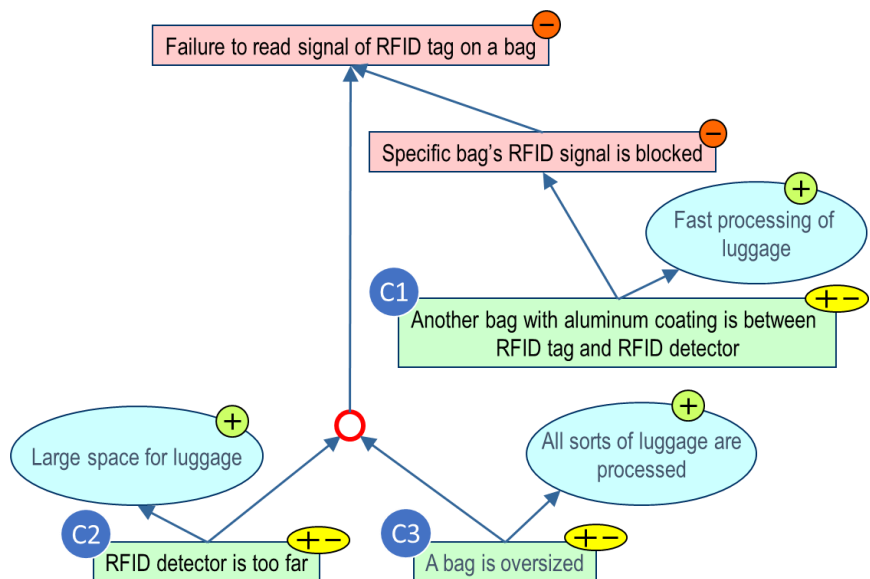 −
Failure to read signal of RFID tag on a bag
−
Specific bag's RFID signal is blocked
+
Fast processing of
luggage
C1
+ −
Another bag with aluminum coating is between
RFID tag and RFID detector
+
Large space for luggage
+
All sorts of luggage are
processed
C2
+ −
RFID detector is too far
C3
+ −
A bag is oversized